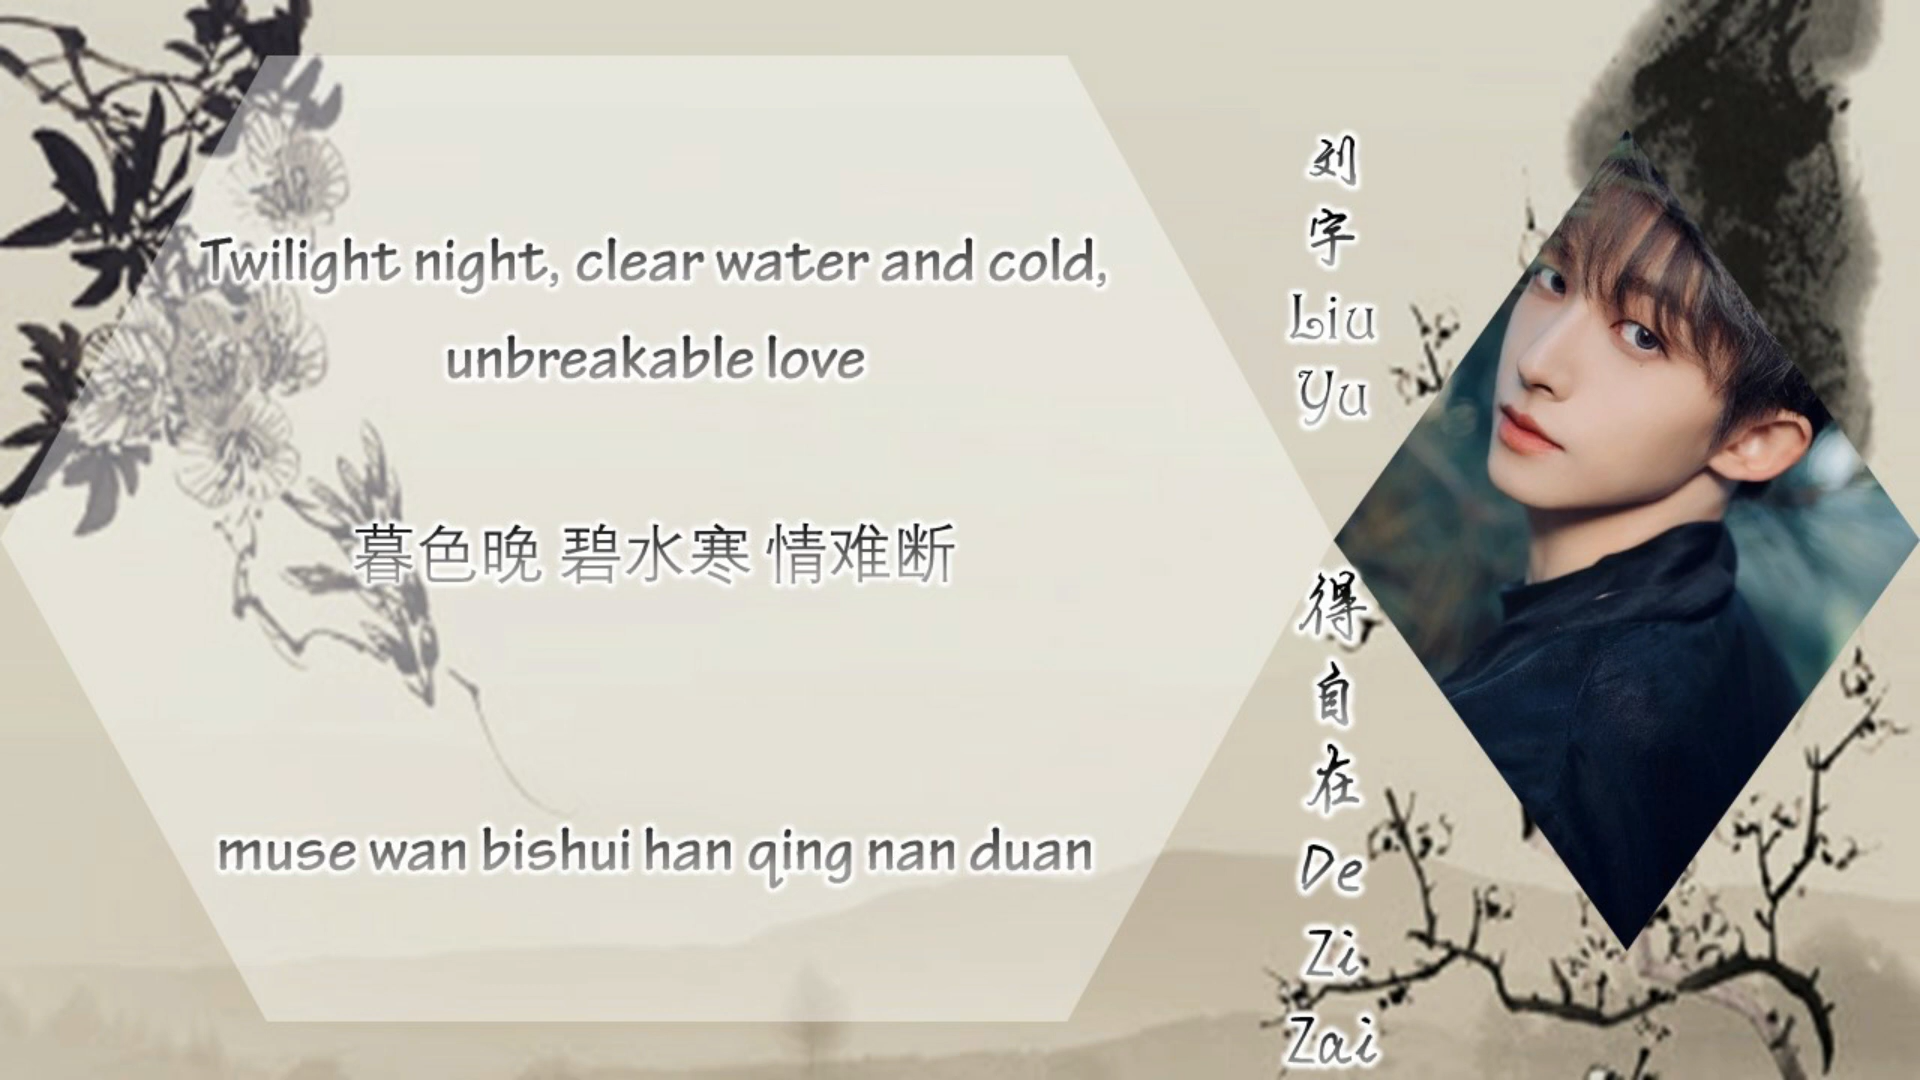 Twilight night, clear water and cold,
unbreakable love
暮色晚 碧水寒 情难断
muse wan bishui han qing nan duan
刘
宇
Liu
Yu
得
自
在
De
Zi
Zai